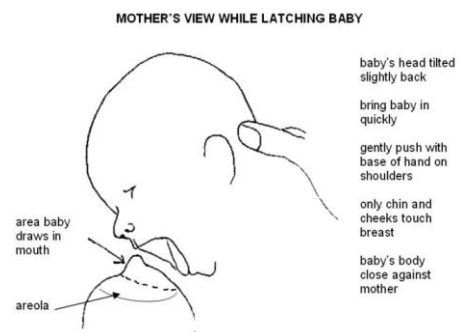 MOTHER'S VIEW WHILE LATCHING BABY
baby's head tilted
slightly back
bring baby in
quickly
gently push with
base of hand on
shoulders
only chin and
cheeks touch
breast
baby's body
close against
mother
area baby
draws in
mouth
areola